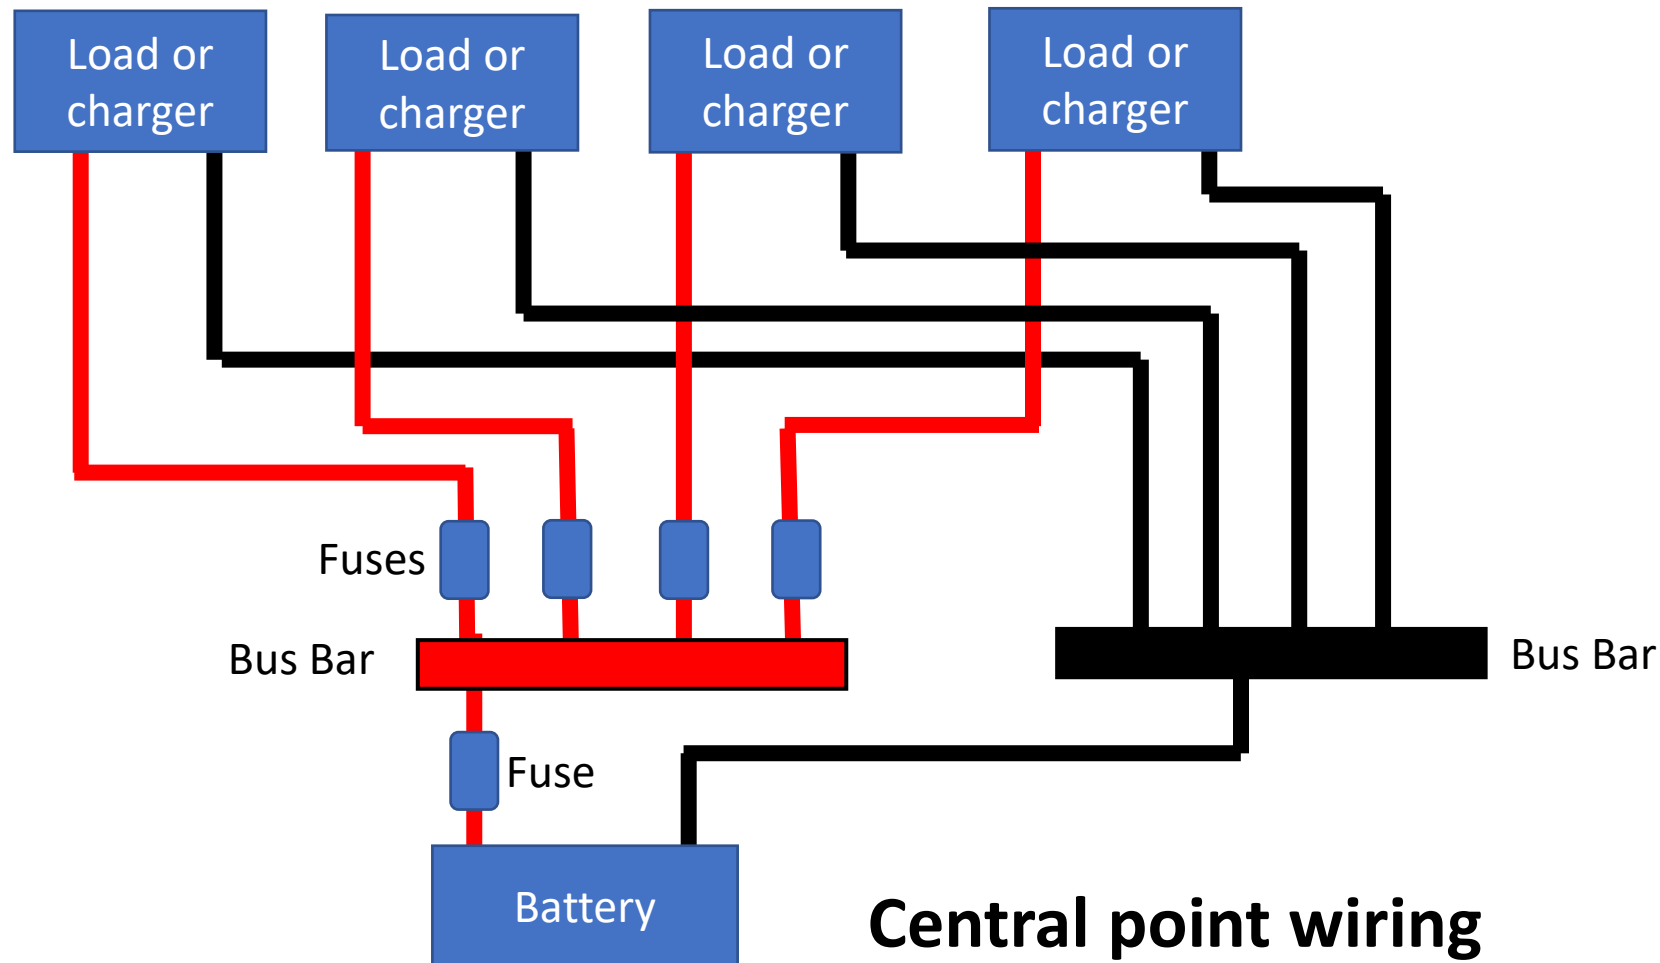 Load or
charger
Load or
charger
Load or
charger
Load or
charger
Fuses
Bus Bar
Bus Bar
Fuse
Battery
Central point wiring